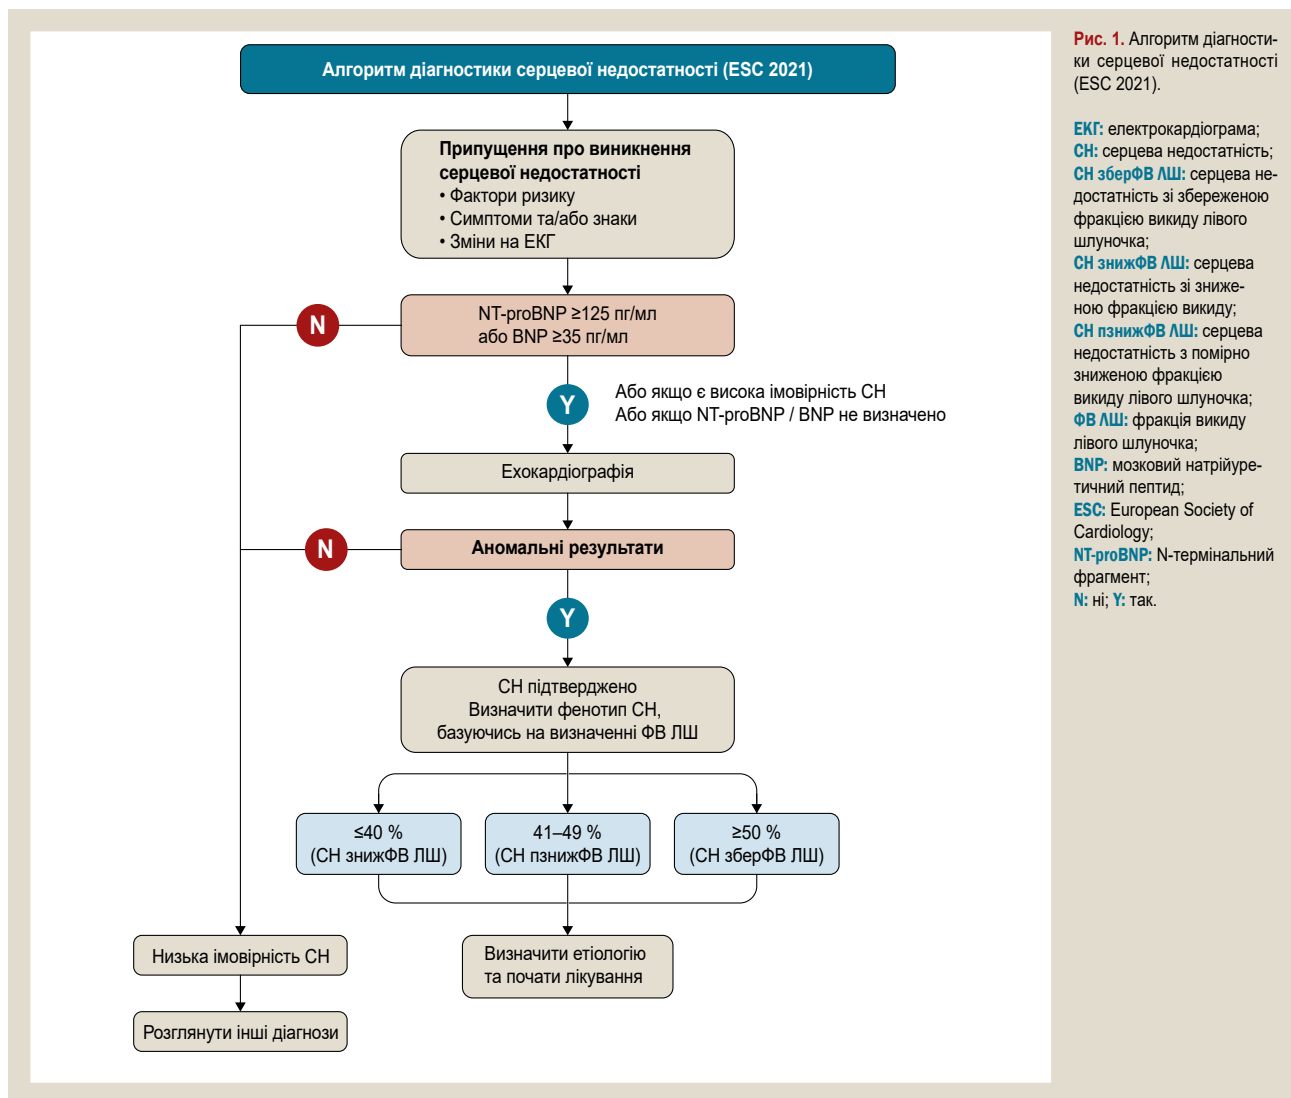 Алгоритм діагностики серцевої недостатності (ESC 2021)
Припущення про виникнення
серцевої недостатності
• Фактори ризику
• Симптоми та/або знаки
• Зміни на ЕКГ
N
NT-proBNP ≥125 пг/мл
або BNP ≥35 пг/мл
Y
Або якщо є висока імовірність СН
Або якщо NT-proBNP / BNP не визначено
Ехокардіографія
N
Аномальні результати
Y
СН підтверджено
Визначити фенотип СН,
базуючись на визначенні ФВ ЛШ
≤40 %
(СН знижФВ ЛШ)
41–49 %
(СН пзнижФВ ЛШ)
≥50 %
(СН зберФВ ЛШ)
Низька імовірність СН
Визначити етіологію
та почати лікування
Розглянути інші діагнози
Рис. 1. Алгоритм діагности-
ки серцевої недостатності
(ESC 2021).
ЕКГ: електрокардіограма;
СН: серцева недостатність;
СН зберФВ ЛШ: серцева не-
достатність зі збереженою
фракцією викиду лівого
шлуночка;
СН знижФВ ЛШ: серцева
недостатність зі зниже-
ною фракцією викиду;
СН пзнижФВ ЛШ: серцева
недостатність з помірно
зниженою фракцією
викиду лівого шлуночка;
ФВ ЛШ: фракція викиду
лівого шлуночка;
BNP: мозковий натрійуре-
тичний пептид;
ESC: European Society of
Cardiology;
NT-proBNP: N-термінальний
фрагмент;
N: ні; Y: так.